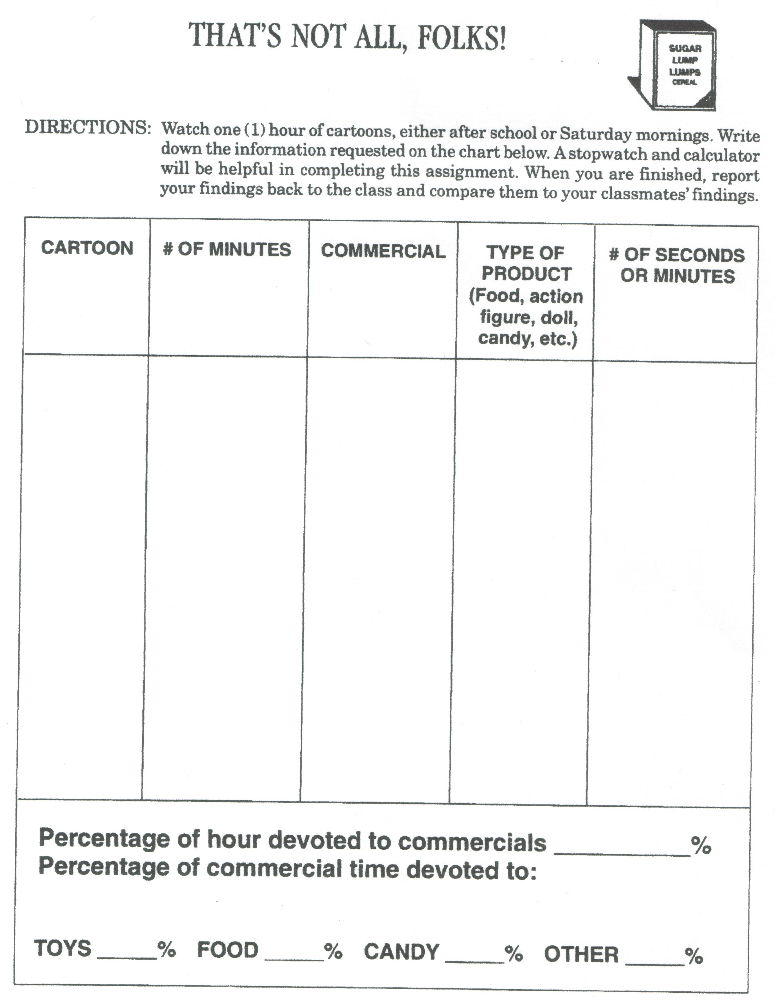 THAT'S NOT ALL, FOLKS!
SUGAR
LUMP
LUMPS
CEREAL
DIRECTIONS: Watch one (1) hour of cartoons, either after school or Saturday mornings. Write
down the information requested on the chart below. A stopwatch and calculator
will be helpful in completing this assignment. When you are finished, report
your findings back to the class and compare them to your classmates' findings.
CARTOON
# OF MINUTES
COMMERCIAL
TYPE OF
PRODUCT
(Food, action
figure, doll,
candy, etc.)
# OF SECONDS
OR MINUTES
Percentage of hour devoted to commercials ____________%
Percentage of commercial time devoted to:
TOYS _____% FOOD _____% CANDY _____% OTHER _____%